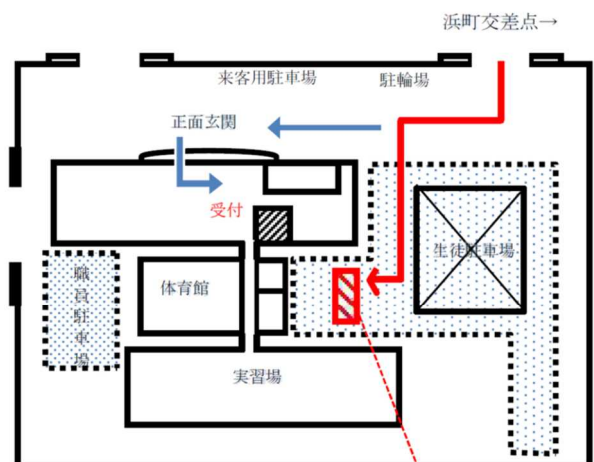 浜町交差点→
来客用駐車場
駐輪場
正面玄関
受付
生徒駐車場
職員駐車場
体育館
実習場